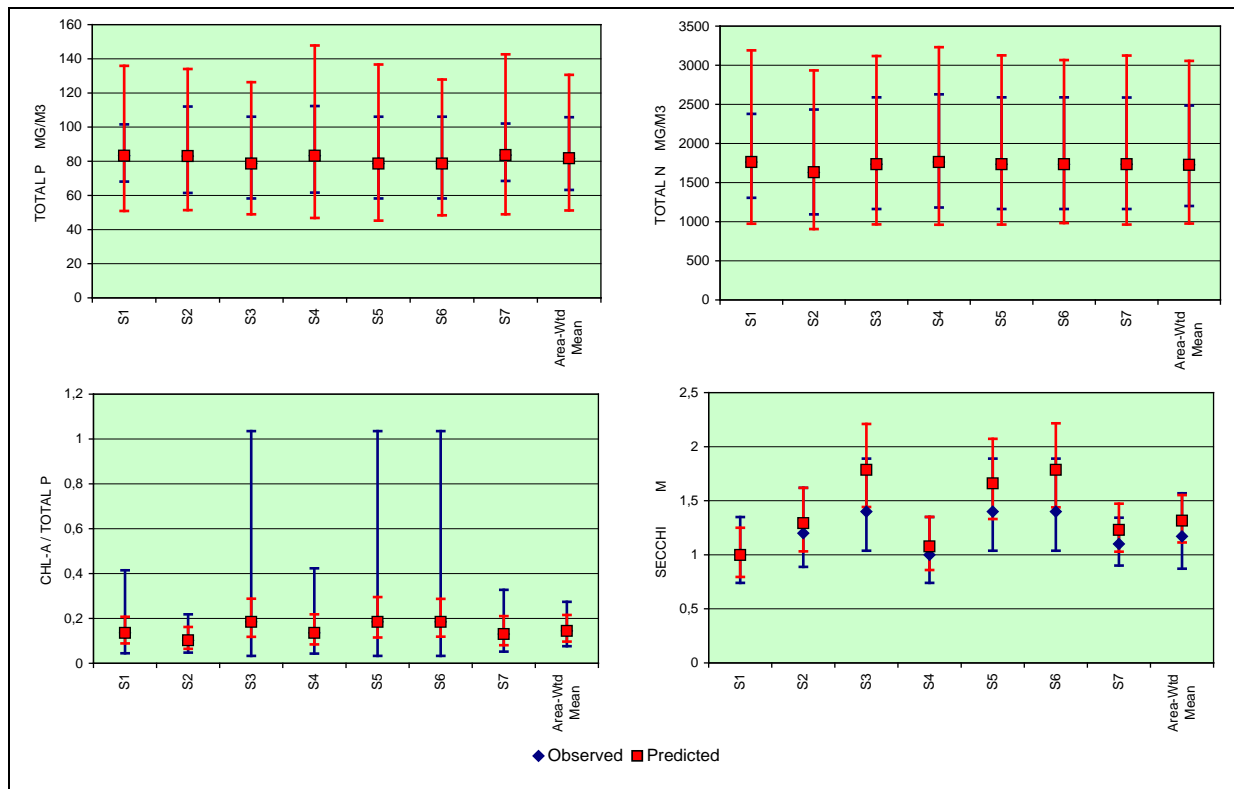 TOTAL P MG/M3
160
140
120
100
80
60
40
20
0
S1
S2
S3
S4
S5
S6
S7
Area-Wtd
Mean
TOTAL N MG/M3
3500
3000
2500
2000
1500
1000
500
0
S1
S2
S3
S4
S5
S6
S7
Area-Wtd
Mean
CHL-A / TOTAL P
1,2
1
0,8
0,6
0,4
0,2
0
S1
S2
S3
S4
S5
S6
S7
Area-Wtd
Mean
SECCHI M
2,5
2
1,5
1
0,5
0
S1
S2
S3
S4
S5
S6
S7
Area-Wtd
Mean
Observed Predicted